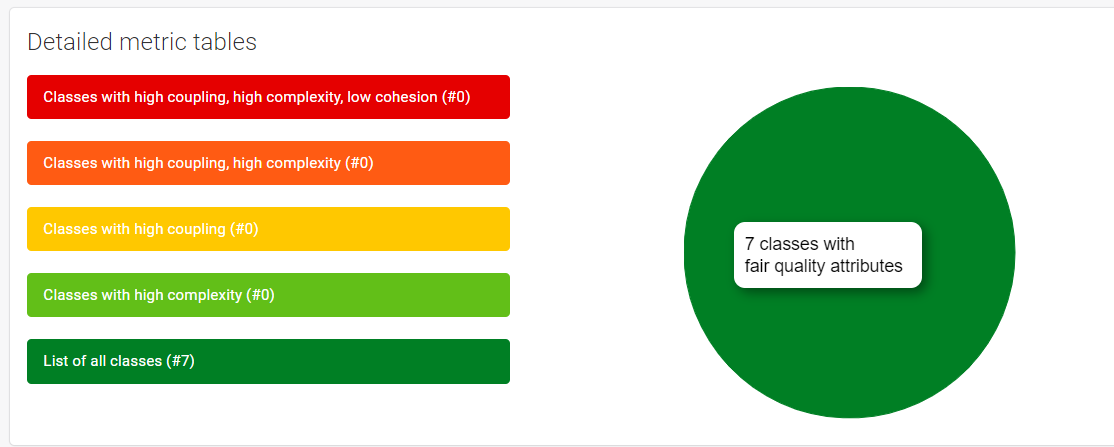 Detailed metric tables
Classes with high coupling, high complexity, low cohesion (#0)
Classes with high coupling, high complexity (#0)
Classes with high coupling (#0)
Classes with high complexity (#0)
List of all classes (#7)
7 classes with
fair quality attributes